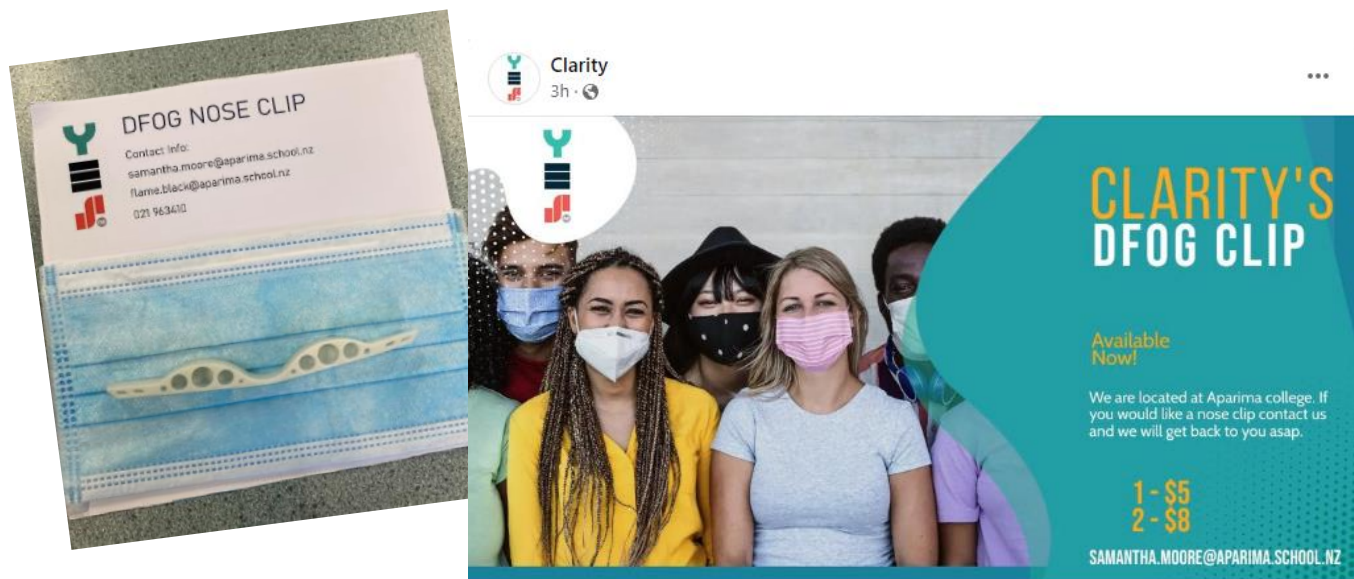 YES
DFOG NOSE CLIP
Contact Info:
samantha.moore@aparima.school.nz
flame.black@aparima.school.nz
021 963410
Clarity
3h
YES
CLARITY'S
DFOG CLIP
Available
Now!
We are located at Aparima college. If
you would like a nose clip contact us
and we will get back to you asap.
1 - $5
2 - $8
SAMANTHA.MOORE@APARIMA.SCHOOL.NZ